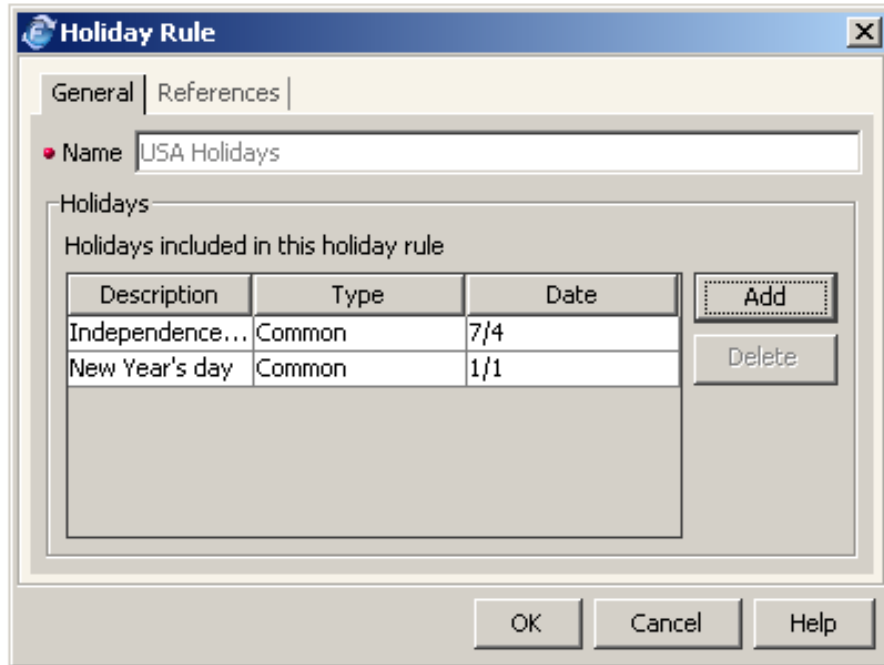 Holiday Rule
General References
Name USA Holidays
Holidays
Holidays included in this holiday rule
Description Type Date Add
Independence... Common 7/4
New Year's day Common 1/1 Delete
OK Cancel Help